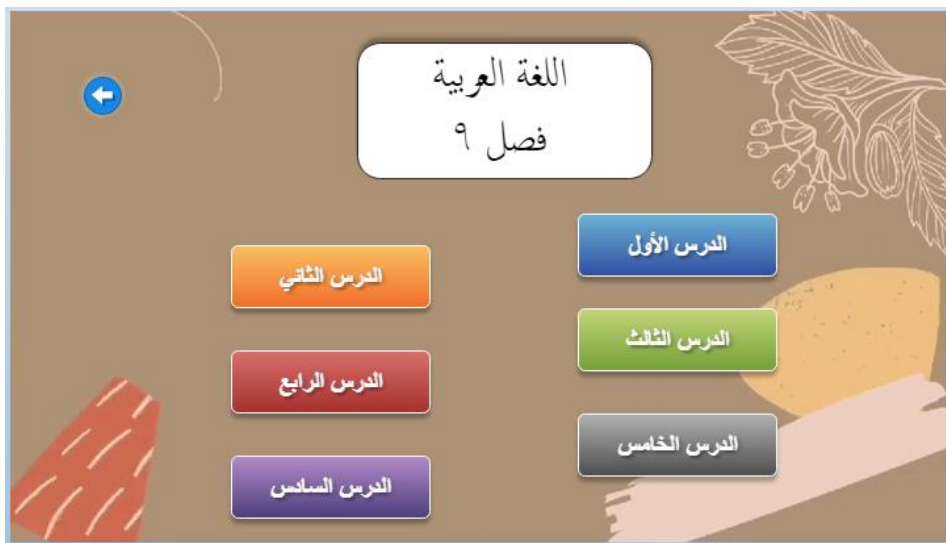 اللغة العربية
فصل ٩
الدرس الأول
الدرس الثاني
الدرس الثالث
الدرس الرابع
الدرس الخامس
الدرس السادس